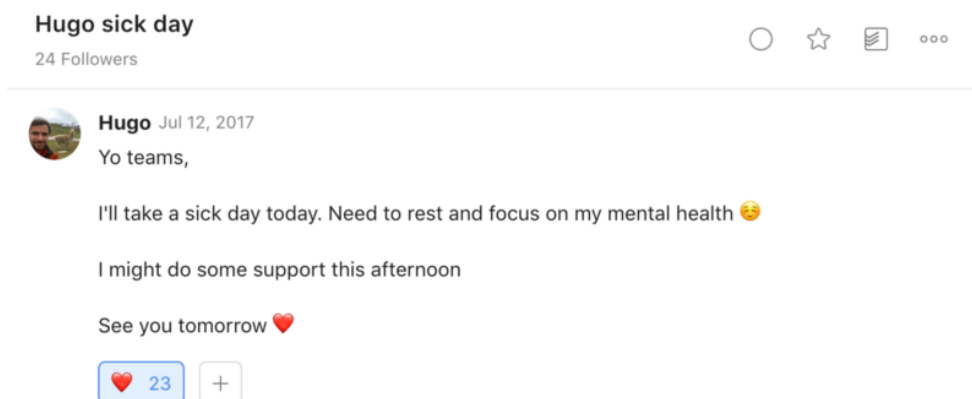 Hugo sick day
24 Followers
Hugo Jul 12, 2017
Yo teams,
I'll take a sick day today. Need to rest and focus on my mental health ☺️
I might do some support this afternoon
See you tomorrow ❤️
❤️ 23 +